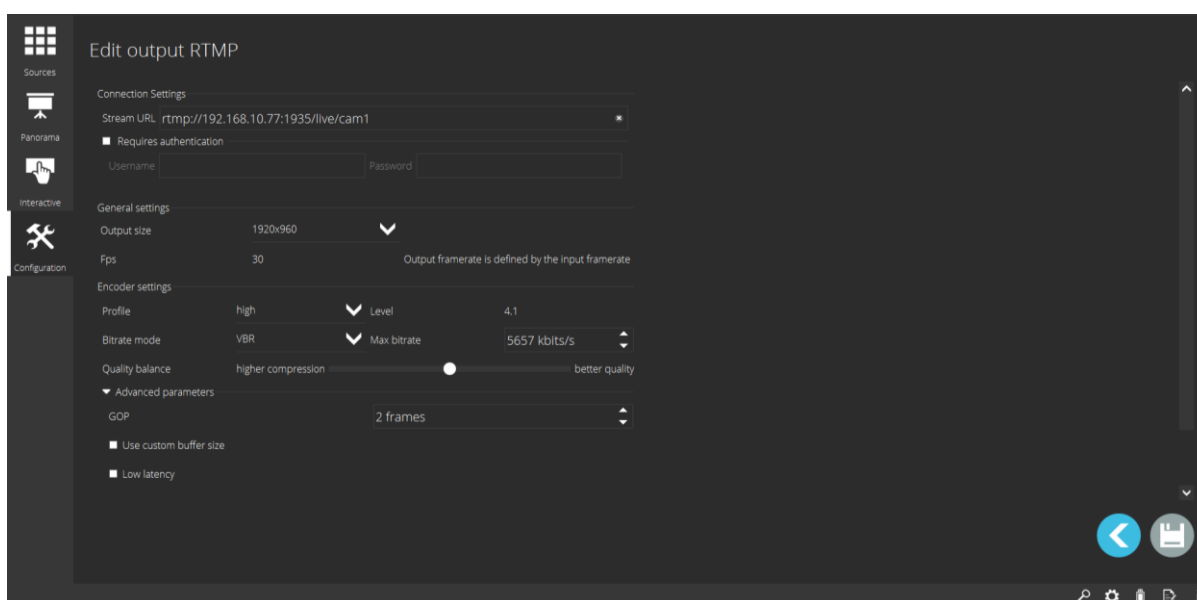 Sources
Panorama
Interactive
Configuration
Edit output RTMP
Connection Settings
Stream URL rtmp://192.168.10.77:1935/live/cam1
Requires authentication
Username Password
General settings
Output size 1920x960
Fps 30 Output framerate is defined by the input framerate
Encoder settings
Profile high Level 4.1
Bitrate mode VBR Max bitrate 5657 kbits/s
Quality balance higher compression better quality
Advanced parameters
GOP 2 frames
Use custom buffer size
Low latency